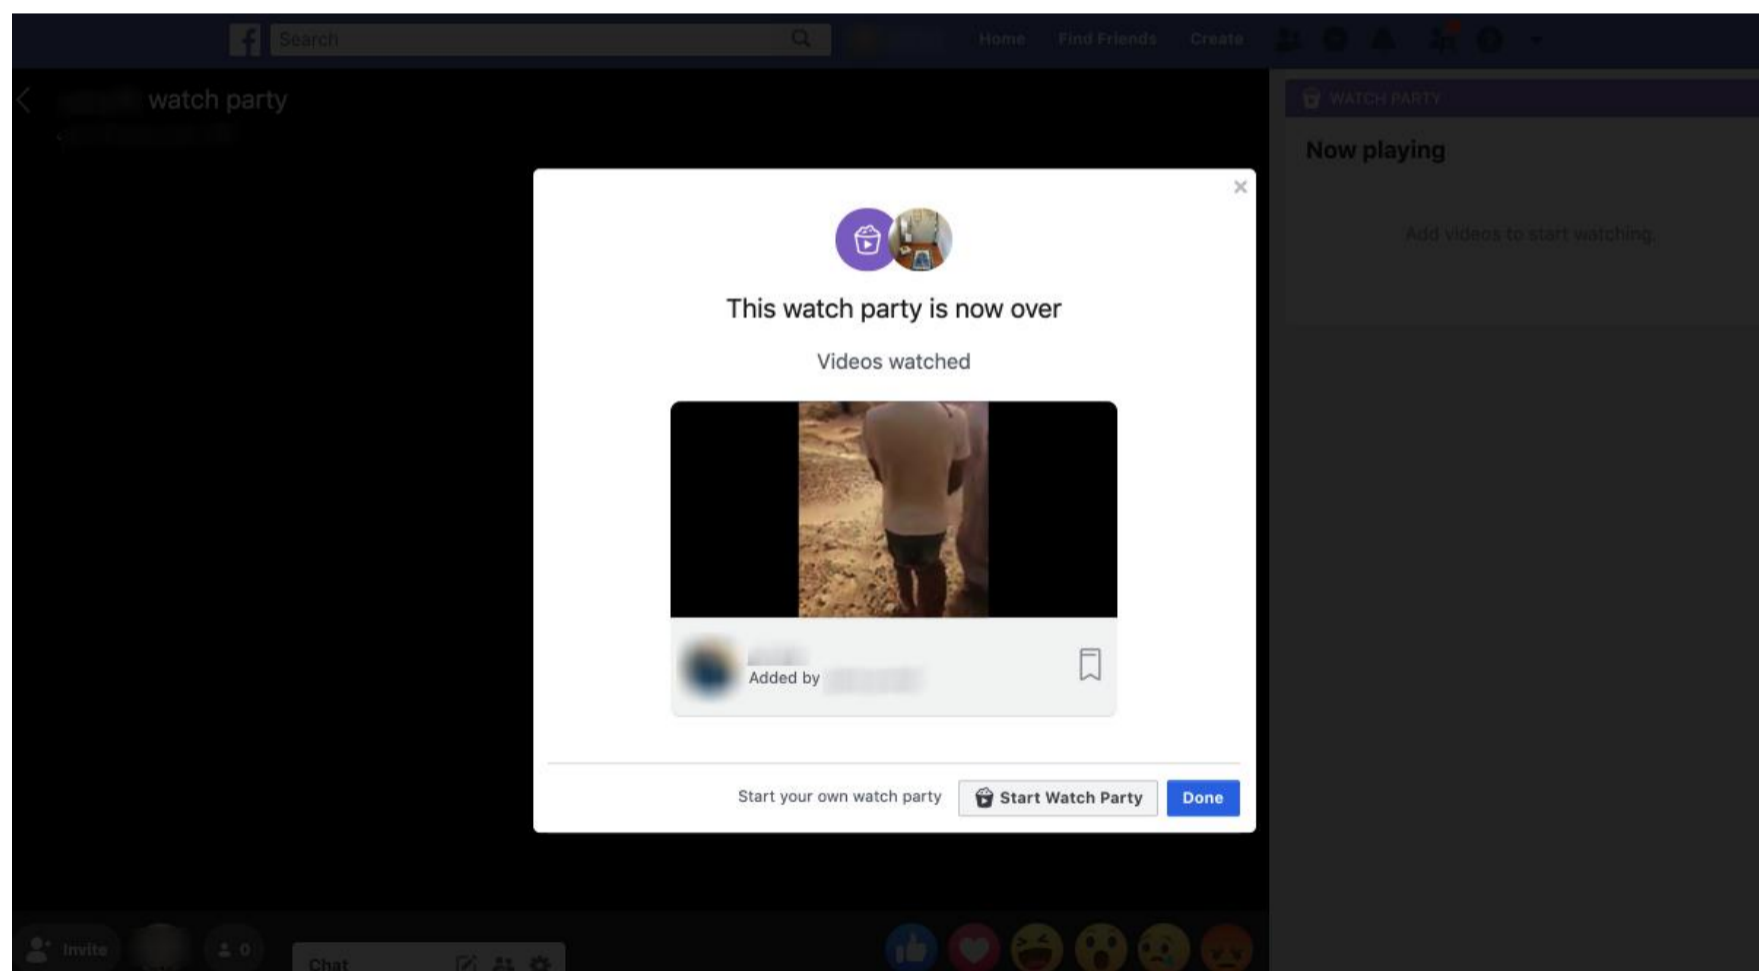 Search
Home Find Friends Create
watch party
WATCH PARTY
Now playing
Add videos to start watching.
This watch party is now over
Videos watched
Added by
Start your own watch party Start Watch Party Done
Invite 0
Chat